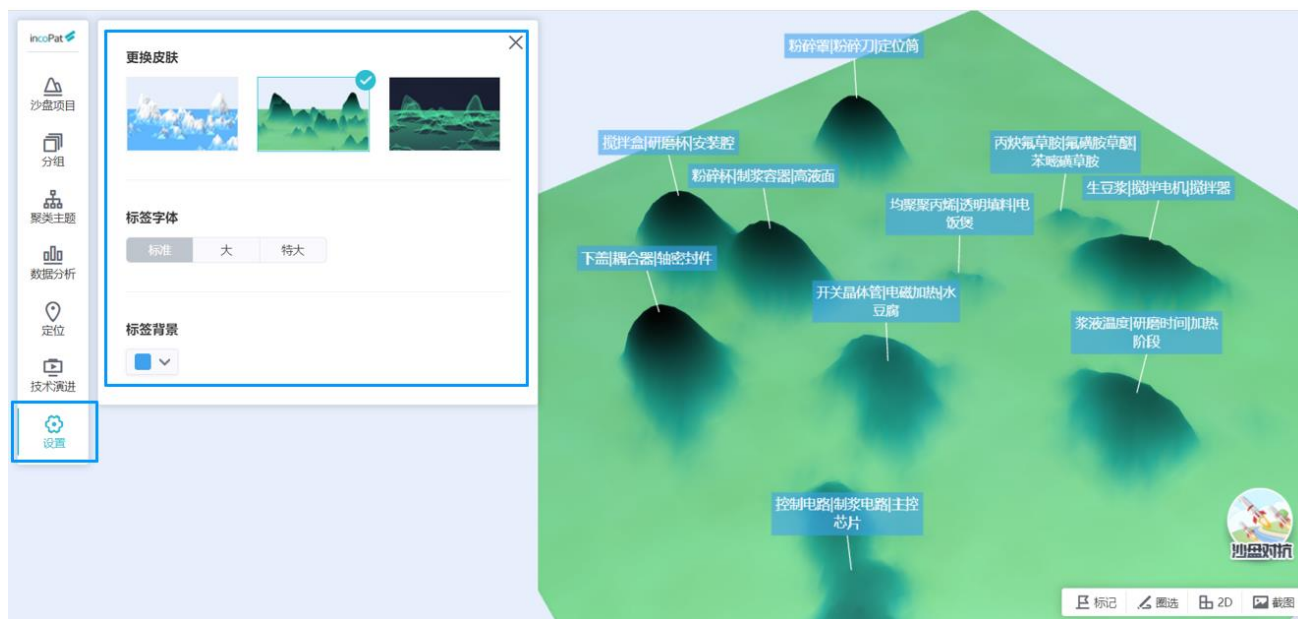 incoPat
沙盘项目
分组
聚类主题
数据分析
定位
技术演进
设置
更换皮肤
标签字体
标准
大
特大
标签背景
粉碎罩|粉碎刀|定位筒
搅拌盒|研磨杯|安装腔
粉碎杯|制浆容器|高液面
丙炔氟草胺|氟磺胺草醚|
苯嘧磺草胺
生豆浆|搅拌电机|搅拌器
均聚聚丙烯|透明填料|电
饭煲
下盖|耦合器|轴密封件
开关晶体管|电磁加热|水
豆腐
浆液温度|研磨时间|加热
阶段
控制电路|制浆电路|主控
芯片
沙盘对抗
标记
圈选
2D
截图